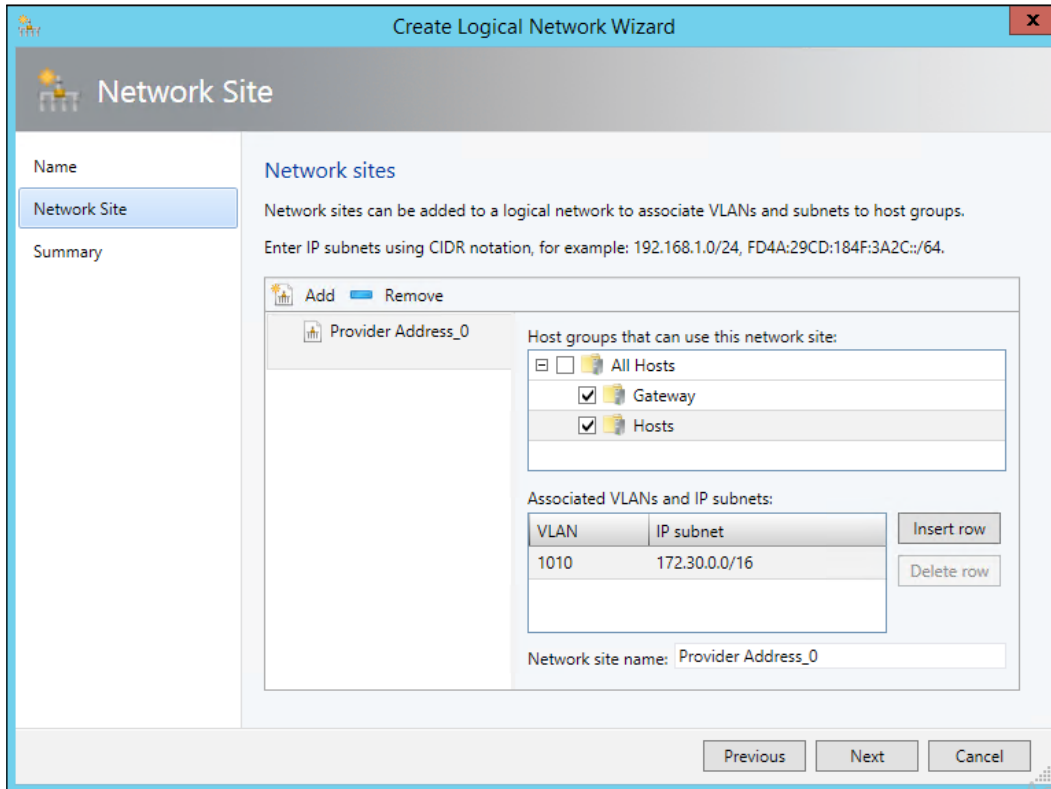 Create Logical Network Wizard
x
Network Site
Name
Network Site
Summary
Network sites
Network sites can be added to a logical network to associate VLANs and subnets to host groups.
Enter IP subnets using CIDR notation, for example: 192.168.1.0/24, FD4A:29CD:184F:3A2C::/64.
Add Remove
Provider Address_0
Host groups that can use this network site:
All Hosts
Gateway
Hosts
Associated VLANs and IP subnets:
VLAN IP subnet
1010 172.30.0.0/16
Insert row
Delete row
Network site name: Provider Address_0
Previous Next Cancel